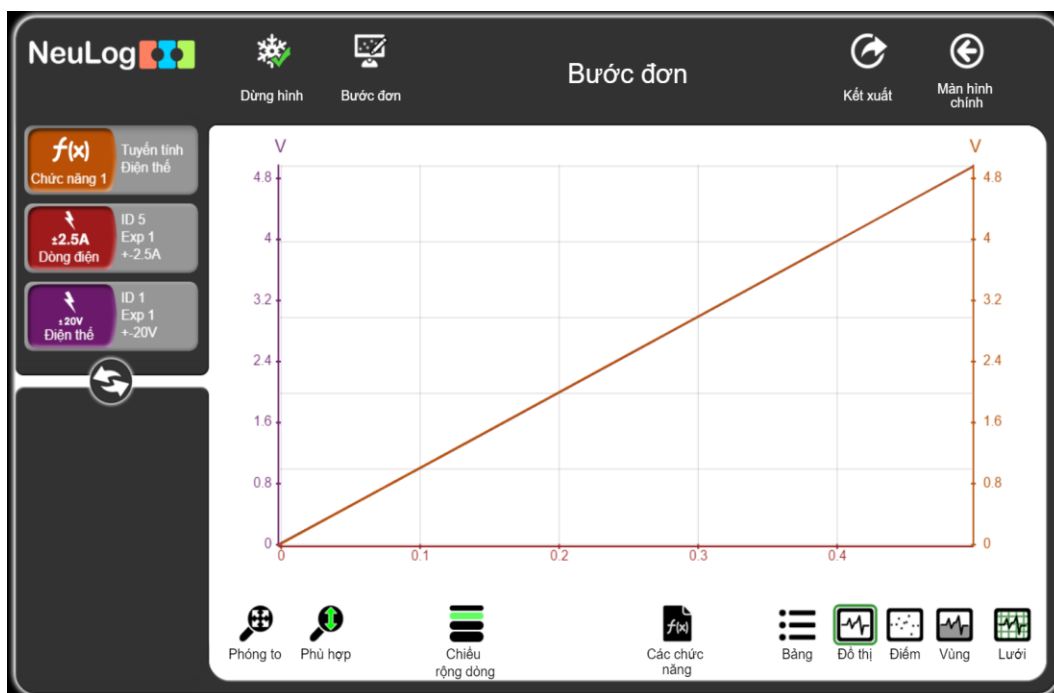 NeuLog
Dừng hình
Bước đơn
Bước đơn
Kết xuất
Màn hình
chính
f(x)
Chức năng 1
Tuyến tính
Điện thế
±2.5A
Dòng điện
ID 5
Exp 1
+-2.5A
±20V
Điện thế
ID 1
Exp 1
+-20V
V
V
4.8
4
3.2
2.4
1.6
0.8
0
4.8
4
3.2
2.4
1.6
0.8
0
0
0.1
0.2
0.3
0.4
Phóng to
Phù hợp
Chiều
rộng dòng
f(x)
Các chức
năng
Bảng
Đồ thị
Điểm
Vùng
Lưới